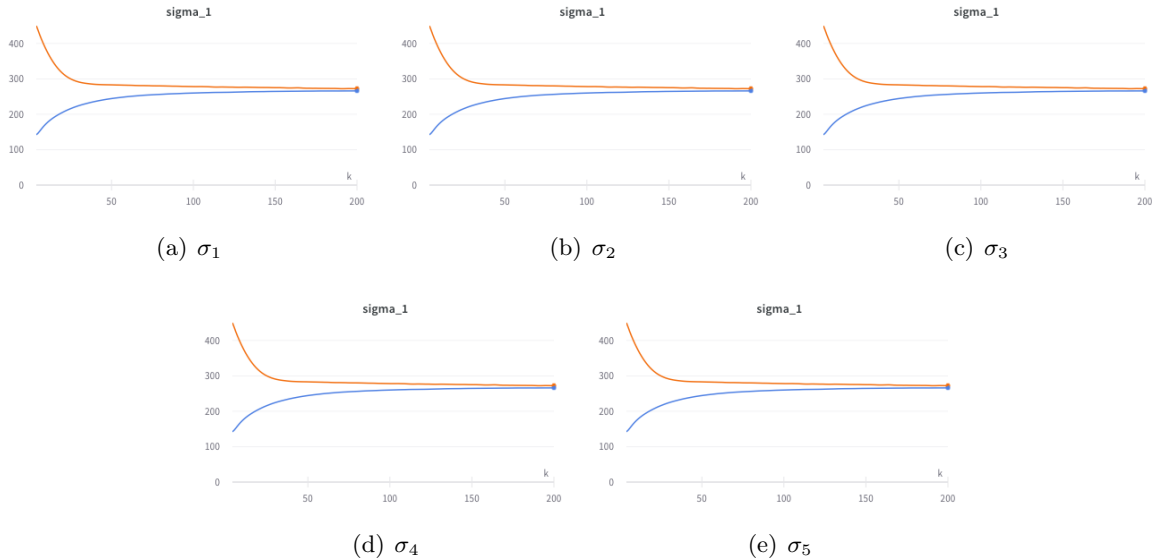 sigma_1 sigma_1 sigma_1
400 400 400
300 300 300
200 200 200
100 100 100
k k k
0 0 0
50 100 150 200 50 100 150 200 50 100 150 200
(a) σ₁ (b) σ₂ (c) σ₃
sigma_1 sigma_1
400 400
300 300
200 200
100 100
k k
0 0
50 100 150 200 50 100 150 200
(d) σ₄ (e) σ₅